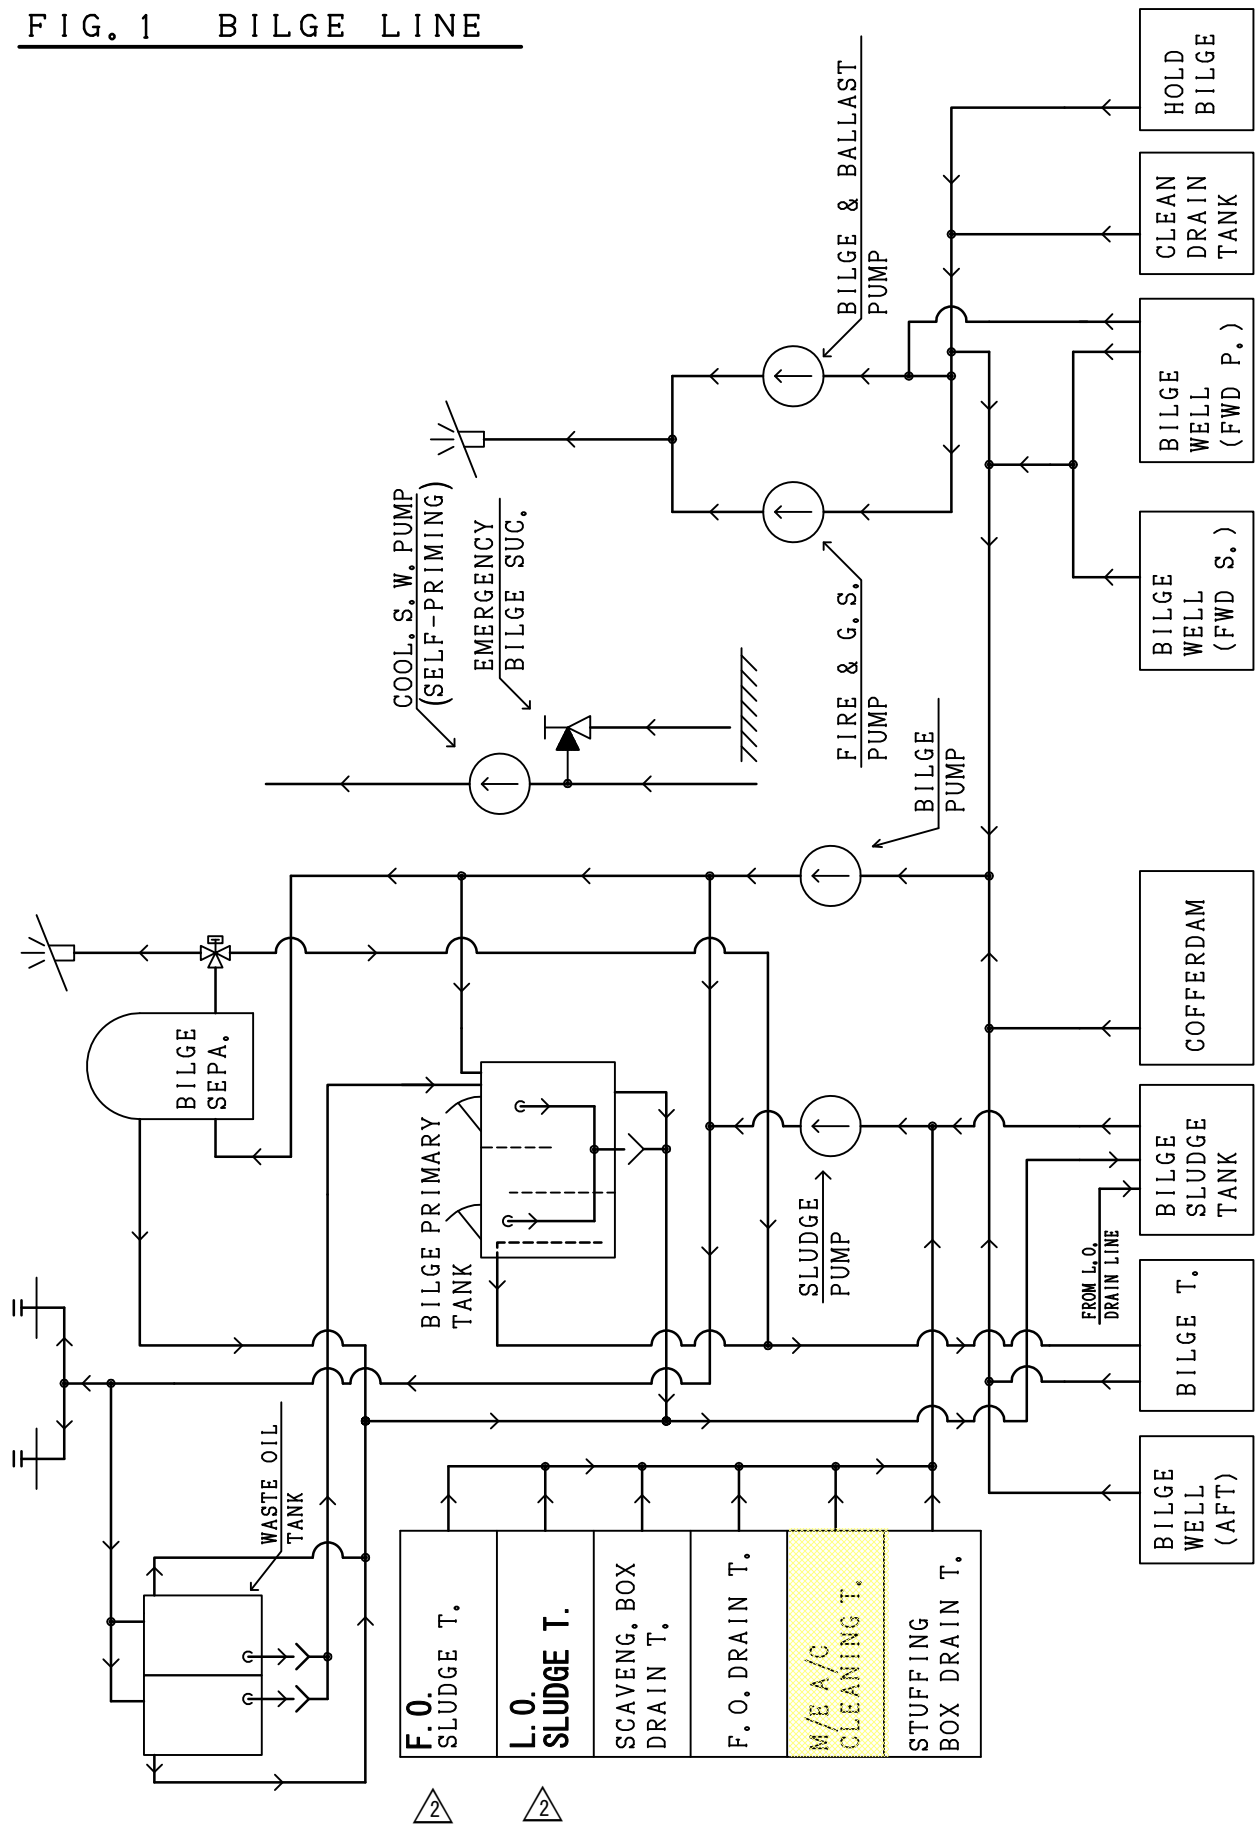 FIG. 1 BILGE LINE
HOLD
BILGE
CLEAN
DRAIN
TANK
BILGE
WELL
(FWD P.)
BILGE
WELL
(FWD S.)
BILGE & BALLAST
PUMP
FIRE & G.S.
PUMP
COOL.S.W.PUMP
(SELF-PRIMING)
EMERGENCY
BILGE SUC.
BILGE
PUMP
COFFERDAM
BILGE
SLUDGE
TANK
FROM L.O.
DRAIN LINE
BILGE T.
BILGE
WELL
(AFT)
BILGE
SEPA.
BILGE PRIMARY
TANK
SLUDGE
PUMP
WASTE OIL
TANK
F.O.
SLUDGE T.
L.O.
SLUDGE T.
SCAVENG.BOX
DRAIN T.
F.O.DRAIN T.
M/E A/C
CLEANING T.
STUFFING
BOX DRAIN T.
2
2